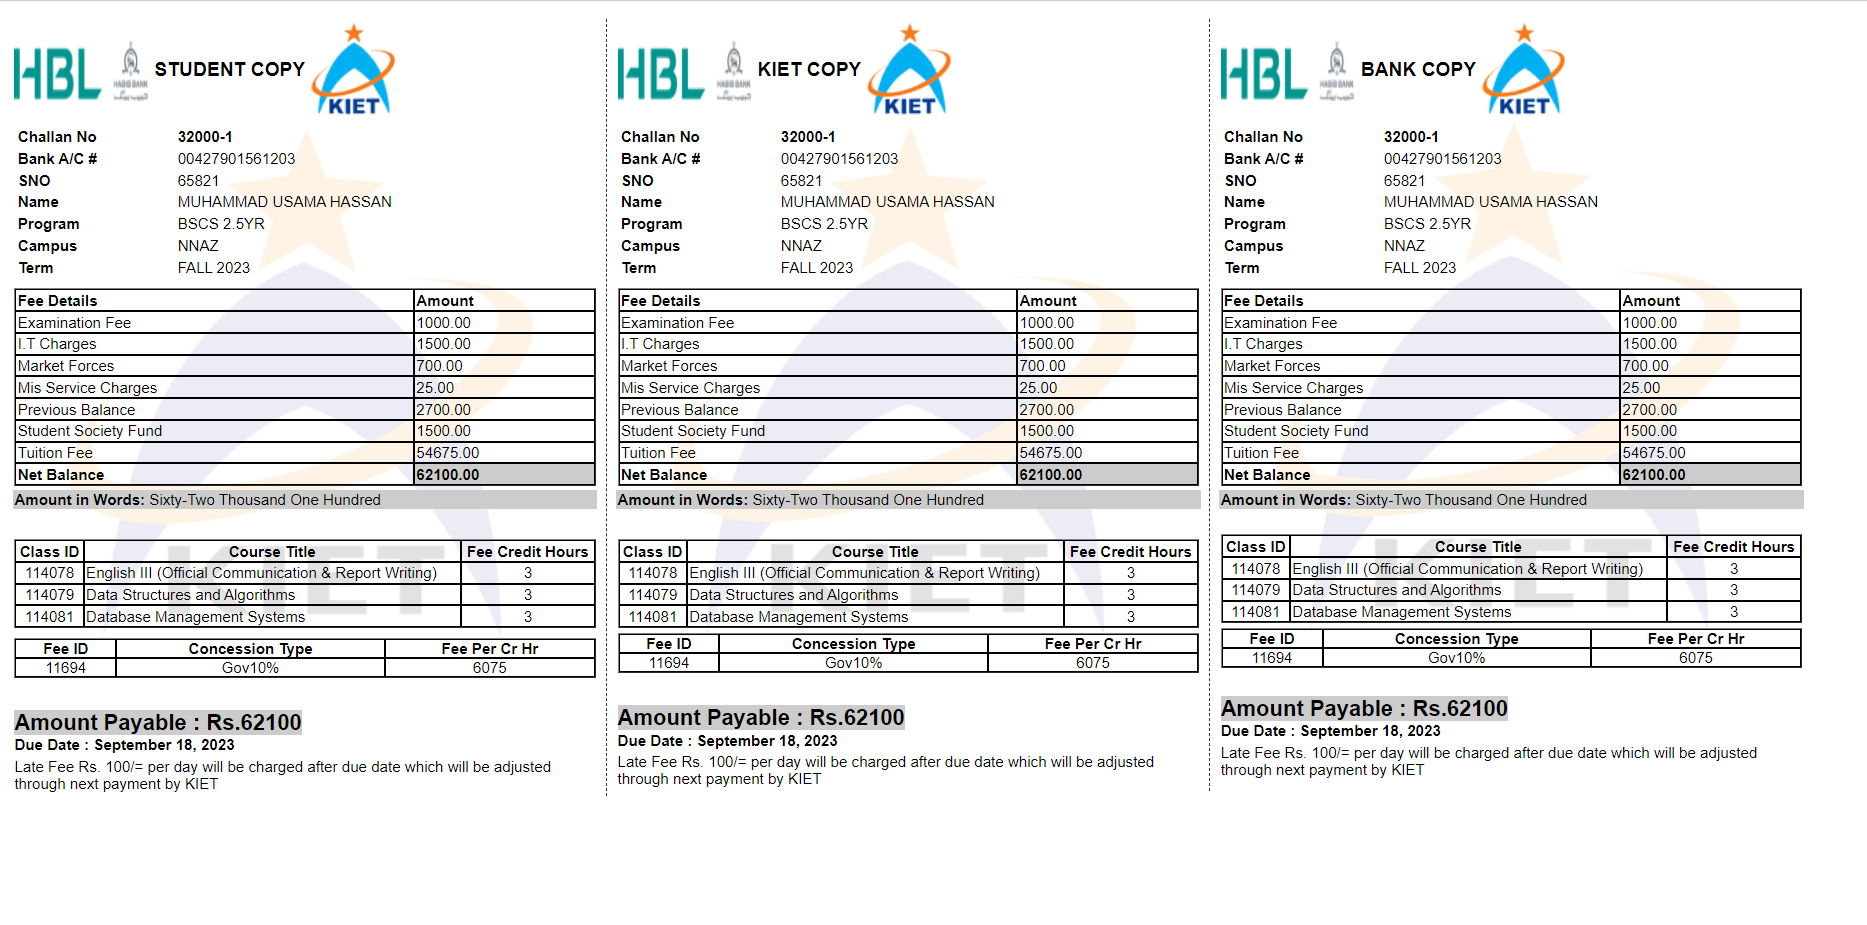 HBL HABIB BANK حبیب بینک STUDENT COPY KIET
Challan No 32000-1
Bank A/C # 00427901561203
SNO 65821
Name MUHAMMAD USAMA HASSAN
Program BSCS 2.5YR
Campus NNAZ
Term FALL 2023
Fee Details Amount
Examination Fee 1000.00
I.T Charges 1500.00
Market Forces 700.00
Mis Service Charges 25.00
Previous Balance 2700.00
Student Society Fund 1500.00
Tuition Fee 54675.00
Net Balance 62100.00
Amount in Words: Sixty-Two Thousand One Hundred
KIET
Class ID Course Title Fee Credit Hours
114078 English III (Official Communication & Report Writing) 3
114079 Data Structures and Algorithms 3
114081 Database Management Systems 3
Fee ID Concession Type Fee Per Cr Hr
11694 Gov10% 6075
Amount Payable : Rs.62100
Due Date : September 18, 2023
Late Fee Rs. 100/= per day will be charged after due date which will be adjusted
through next payment by KIET
HBL HABIB BANK حبیب بینک KIET COPY KIET
Challan No 32000-1
Bank A/C # 00427901561203
SNO 65821
Name MUHAMMAD USAMA HASSAN
Program BSCS 2.5YR
Campus NNAZ
Term FALL 2023
Fee Details Amount
Examination Fee 1000.00
I.T Charges 1500.00
Market Forces 700.00
Mis Service Charges 25.00
Previous Balance 2700.00
Student Society Fund 1500.00
Tuition Fee 54675.00
Net Balance 62100.00
Amount in Words: Sixty-Two Thousand One Hundred
KIET
Class ID Course Title Fee Credit Hours
114078 English III (Official Communication & Report Writing) 3
114079 Data Structures and Algorithms 3
114081 Database Management Systems 3
Fee ID Concession Type Fee Per Cr Hr
11694 Gov10% 6075
Amount Payable : Rs.62100
Due Date : September 18, 2023
Late Fee Rs. 100/= per day will be charged after due date which will be adjusted
through next payment by KIET
HBL HABIB BANK حبیب بینک BANK COPY KIET
Challan No 32000-1
Bank A/C # 00427901561203
SNO 65821
Name MUHAMMAD USAMA HASSAN
Program BSCS 2.5YR
Campus NNAZ
Term FALL 2023
Fee Details Amount
Examination Fee 1000.00
I.T Charges 1500.00
Market Forces 700.00
Mis Service Charges 25.00
Previous Balance 2700.00
Student Society Fund 1500.00
Tuition Fee 54675.00
Net Balance 62100.00
Amount in Words: Sixty-Two Thousand One Hundred
KIET
Class ID Course Title Fee Credit Hours
114078 English III (Official Communication & Report Writing) 3
114079 Data Structures and Algorithms 3
114081 Database Management Systems 3
Fee ID Concession Type Fee Per Cr Hr
11694 Gov10% 6075
Amount Payable : Rs.62100
Due Date : September 18, 2023
Late Fee Rs. 100/= per day will be charged after due date which will be adjusted
through next payment by KIET